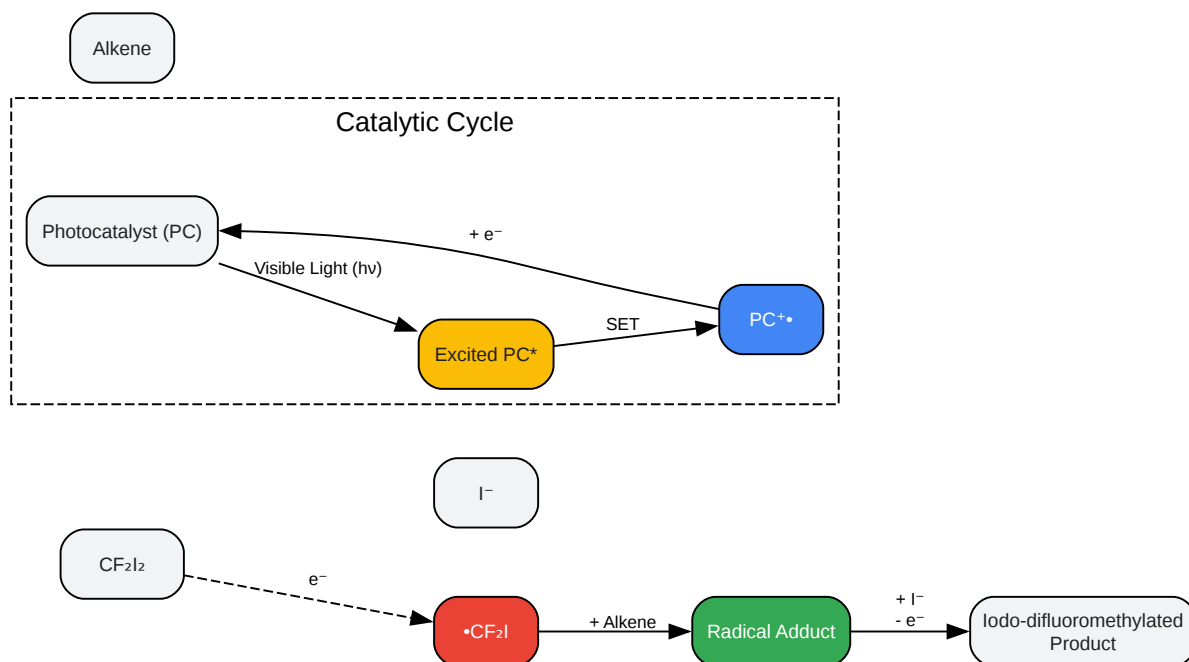 Alkene
Catalytic Cycle
Photocatalyst (PC)
+ e⁻
Visible Light (hν)
PC⁺•
SET
Excited PC*
I⁻
CF₂I₂
e⁻
•CF₂I
+ Alkene
Radical Adduct
+ I⁻
- e⁻
Iodo-difluoromethylated
Product